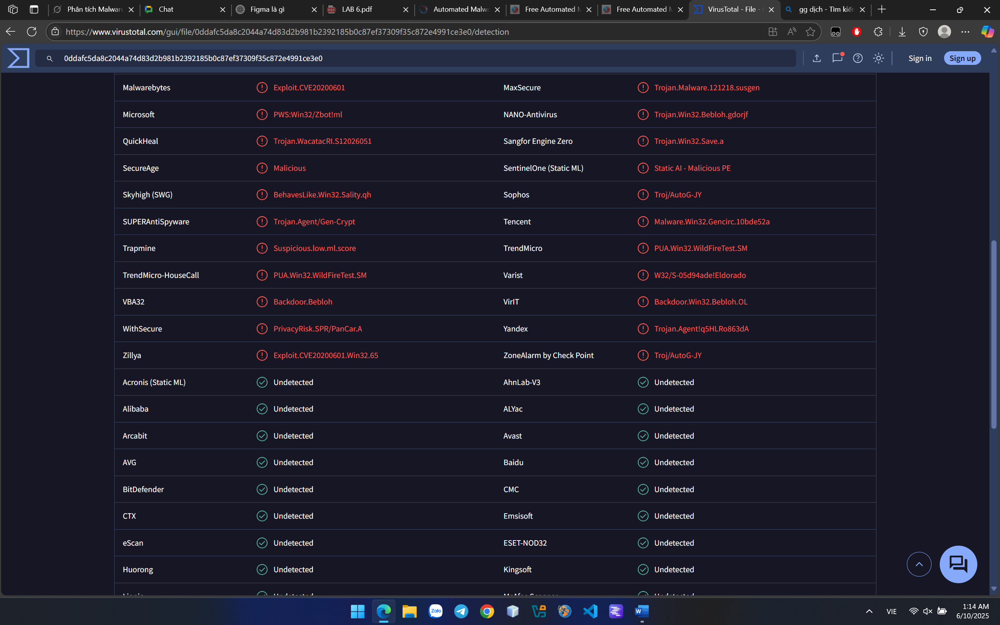 Phân tích Malware
Chat
Figma là gì
LAB 6.pdf
Automated Malwa
Free Automated M
Free Automated M
VirusTotal - File -
gg dịch - Tìm kiếm
https://www.virustotal.com/gui/file/0ddafc5da8c2044a74d83d2b981b2392185b0c87ef37309f35c872e4991ce3e0/detection
0ddafc5da8c2044a74d83d2b981b2392185b0c87ef37309f35c872e4991ce3e0
Sign in
Sign up
Malwarebytes Exploit.CVE20200601 MaxSecure Trojan.Malware.121218.susgen
Microsoft PWS:Win32/Zbot!ml NANO-Antivirus Trojan.Win32.Bebloh.gdorjf
QuickHeal Trojan.WacatacRI.S12026051 Sangfor Engine Zero Trojan.Win32.Save.a
SecureAge Malicious SentinelOne (Static ML) Static AI - Malicious PE
Skyhigh (SWG) BehavesLike.Win32.Sality.qh Sophos Troj/AutoG-JY
SUPERAntiSpyware Trojan.Agent/Gen-Crypt Tencent Malware.Win32.Gencirc.10bde52a
Trapmine Suspicious.low.ml.score TrendMicro PUA.Win32.WildFireTest.SM
TrendMicro-HouseCall PUA.Win32.WildFireTest.SM Varist W32/S-05d94ade!Eldorado
VBA32 Backdoor.Bebloh VirIT Backdoor.Win32.Bebloh.OL
WithSecure PrivacyRisk.SPR/PanCar.A Yandex Trojan.Agent!q5HLRo863dA
Zillya Exploit.CVE20200601.Win32.65 ZoneAlarm by Check Point Troj/AutoG-JY
Acronis (Static ML) Undetected AhnLab-V3 Undetected
Alibaba Undetected ALYac Undetected
Arcabit Undetected Avast Undetected
AVG Undetected Baidu Undetected
BitDefender Undetected CMC Undetected
CTX Undetected Emsisoft Undetected
eScan Undetected ESET-NOD32 Undetected
Huorong Undetected Kingsoft Undetected
Zalo
VIE
1:14 AM
6/10/2025